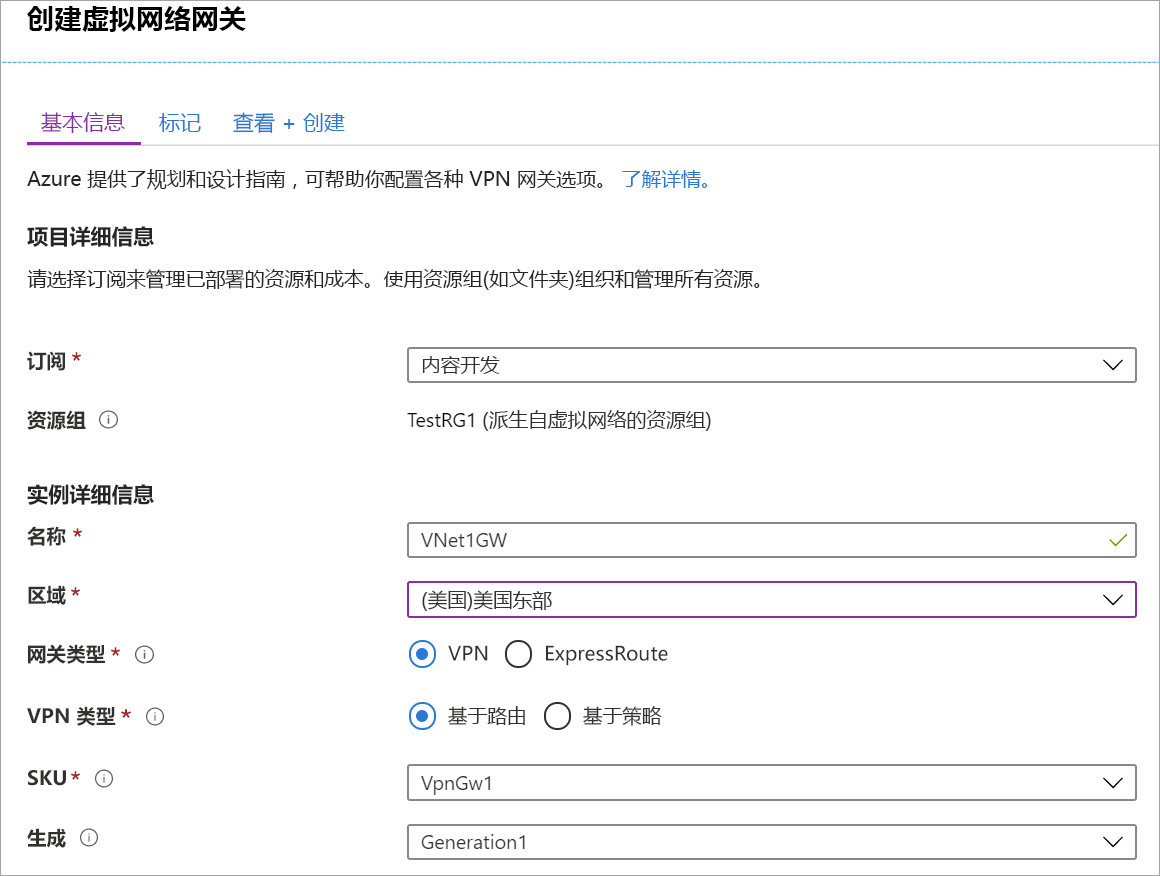 创建虚拟网络网关
基本信息 标记 查看 + 创建
Azure 提供了规划和设计指南，可帮助你配置各种 VPN 网关选项。 了解详情。
项目详细信息
请选择订阅来管理已部署的资源和成本。使用资源组(如文件夹)组织和管理所有资源。
订阅 * 内容开发
资源组 TestRG1 (派生自虚拟网络的资源组)
实例详细信息
名称 * VNet1GW
区域 * (美国)美国东部
网关类型 * VPN ExpressRoute
VPN 类型 * 基于路由 基于策略
SKU * VpnGw1
生成 Generation1